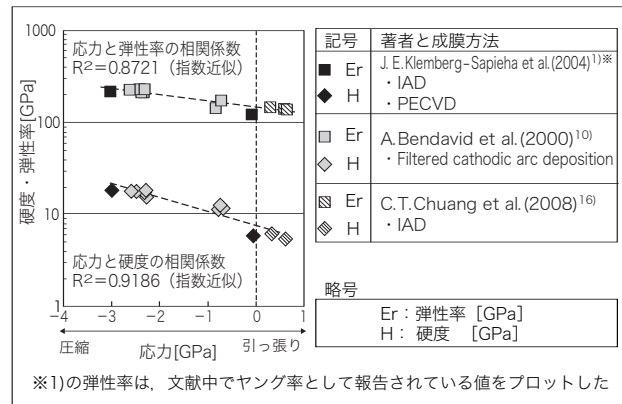 1000
100
10
1
硬度・弾性率[GPa]
応力と弾性率の相関係数
R²=0.8721（指数近似）
応力と硬度の相関係数
R²=0.9186（指数近似）
−4
−3
−2
−1
0
1
圧縮
応力[GPa]
引っ張り
記号
著者と成膜方法
Er
H
J.E.Klemberg-Sapieha et al.(2004)¹⁾※
・IAD
・PECVD
Er
H
A.Bendavid et al.(2000)¹⁰⁾
・Filtered cathodic arc deposition
Er
H
C.T.Chuang et al.(2008)¹⁶⁾
・IAD
略号
Er：弾性率 [GPa]
H：硬度 [GPa]
※1)の弾性率は，文献中でヤング率として報告されている値をプロットした